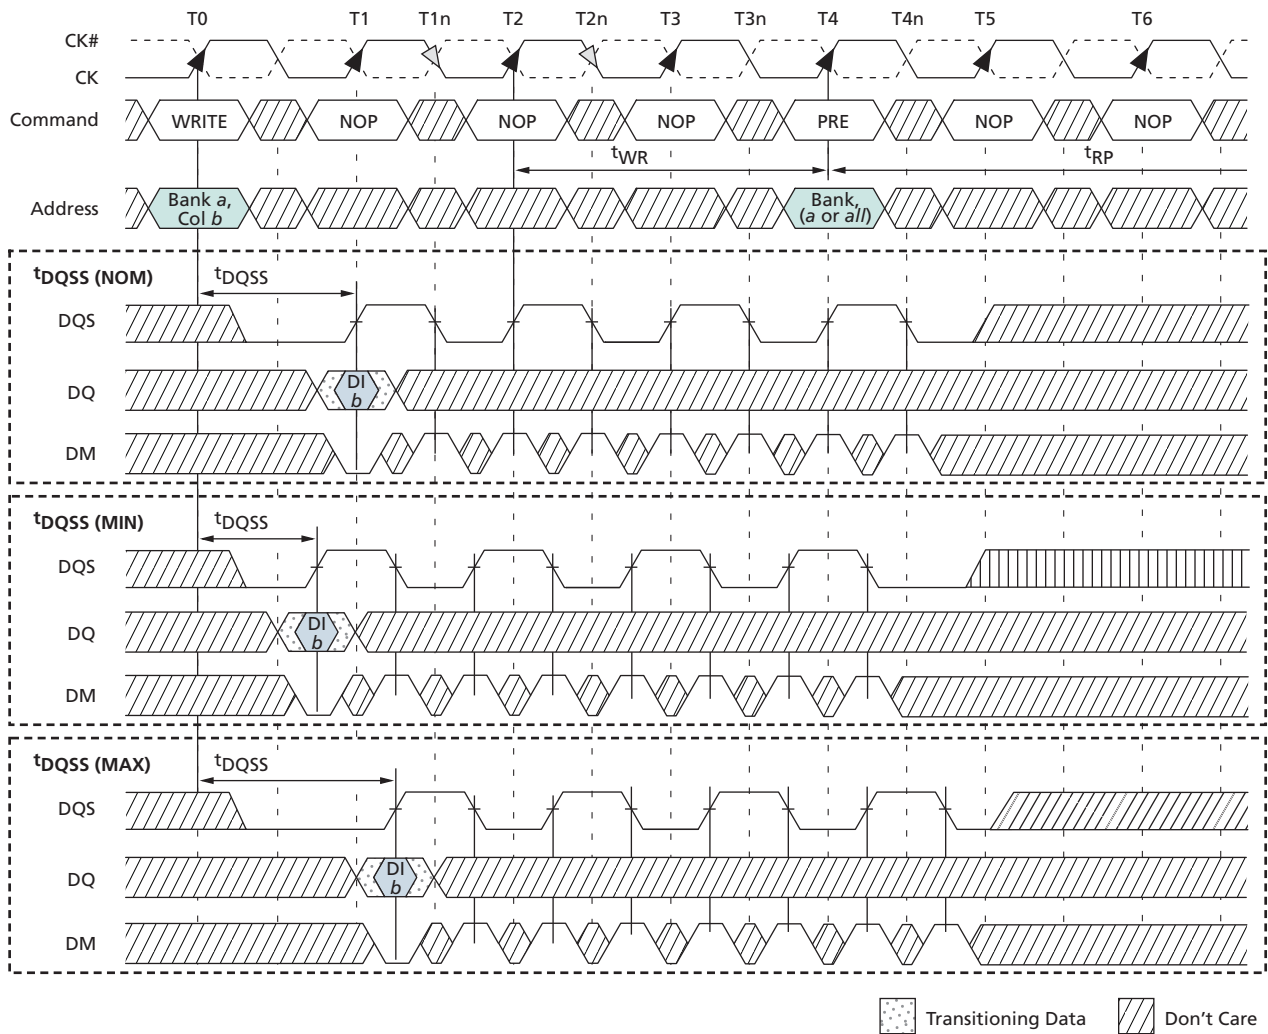 T0 T1 T1n T2 T2n T3 T3n T4 T4n T5 T6
CK#
CK
Command WRITE NOP NOP NOP PRE NOP NOP
tWR tRP
Address Bank a, Col b Bank, (a or all)
tDQSS (NOM) tDQSS
DQS
DQ DI b
DM
tDQSS (MIN) tDQSS
DQS
DQ DI b
DM
tDQSS (MAX) tDQSS
DQS
DQ DI b
DM
Transitioning Data Don't Care